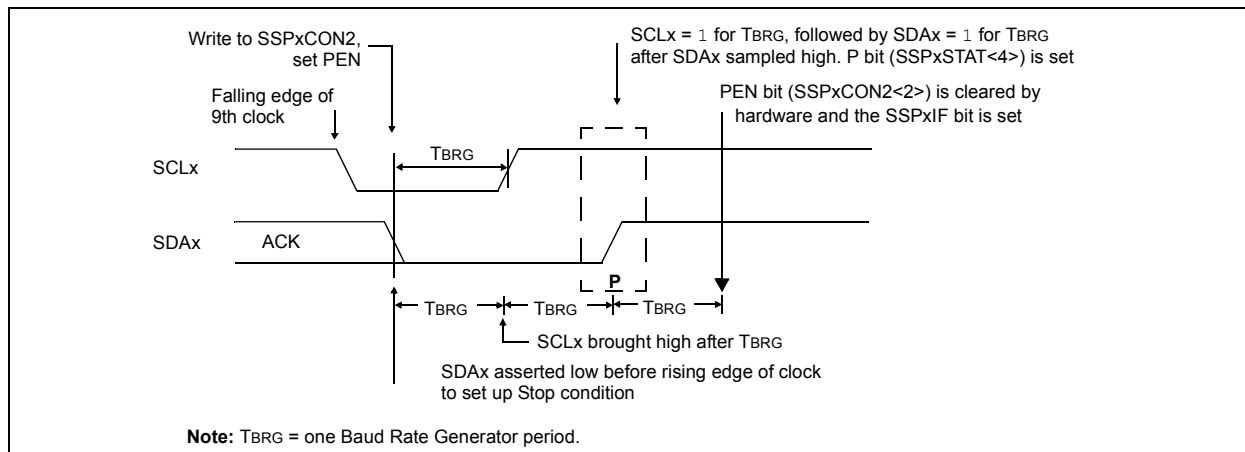 Write to SSPxCON2,
set PEN
SCLx = 1 for TBRG, followed by SDAx = 1 for TBRG
after SDAx sampled high. P bit (SSPxSTAT<4>) is set
Falling edge of
9th clock
PEN bit (SSPxCON2<2>) is cleared by
hardware and the SSPxIF bit is set
TBRG
SCLx
SDAx
ACK
P
TBRG
TBRG
TBRG
SCLx brought high after TBRG
SDAx asserted low before rising edge of clock
to set up Stop condition
Note: TBRG = one Baud Rate Generator period.